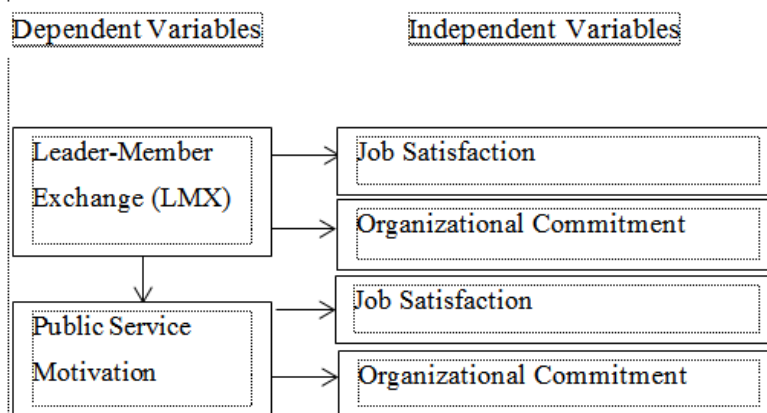 Dependent Variables
Independent Variables
Leader-Member
Exchange (LMX)
Job Satisfaction
Organizational Commitment
Public Service
Motivation
Job Satisfaction
Organizational Commitment